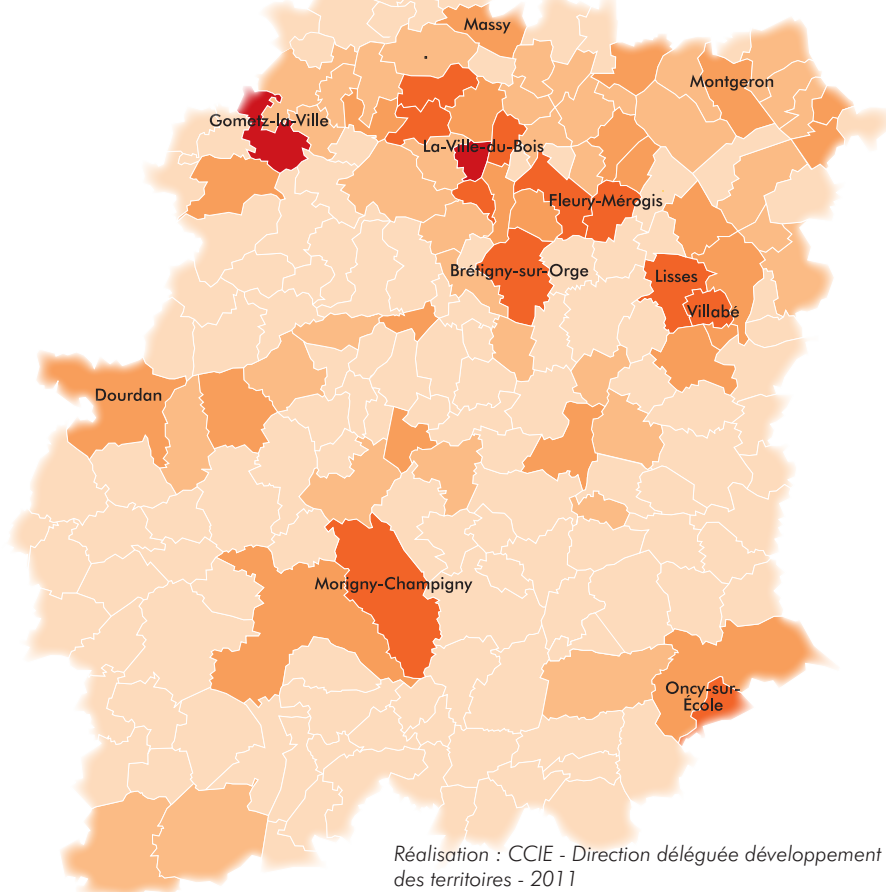 Massy
Montgeron
Gometz-la-Ville
La-Ville-du-Bois
Fleury-Mérogis
Brétigny-sur-Orge
Lisses
Villabé
Dourdan
Morigny-Champigny
Oncy-sur-
École
Réalisation : CCIE - Direction déléguée développement
des territoires - 2011